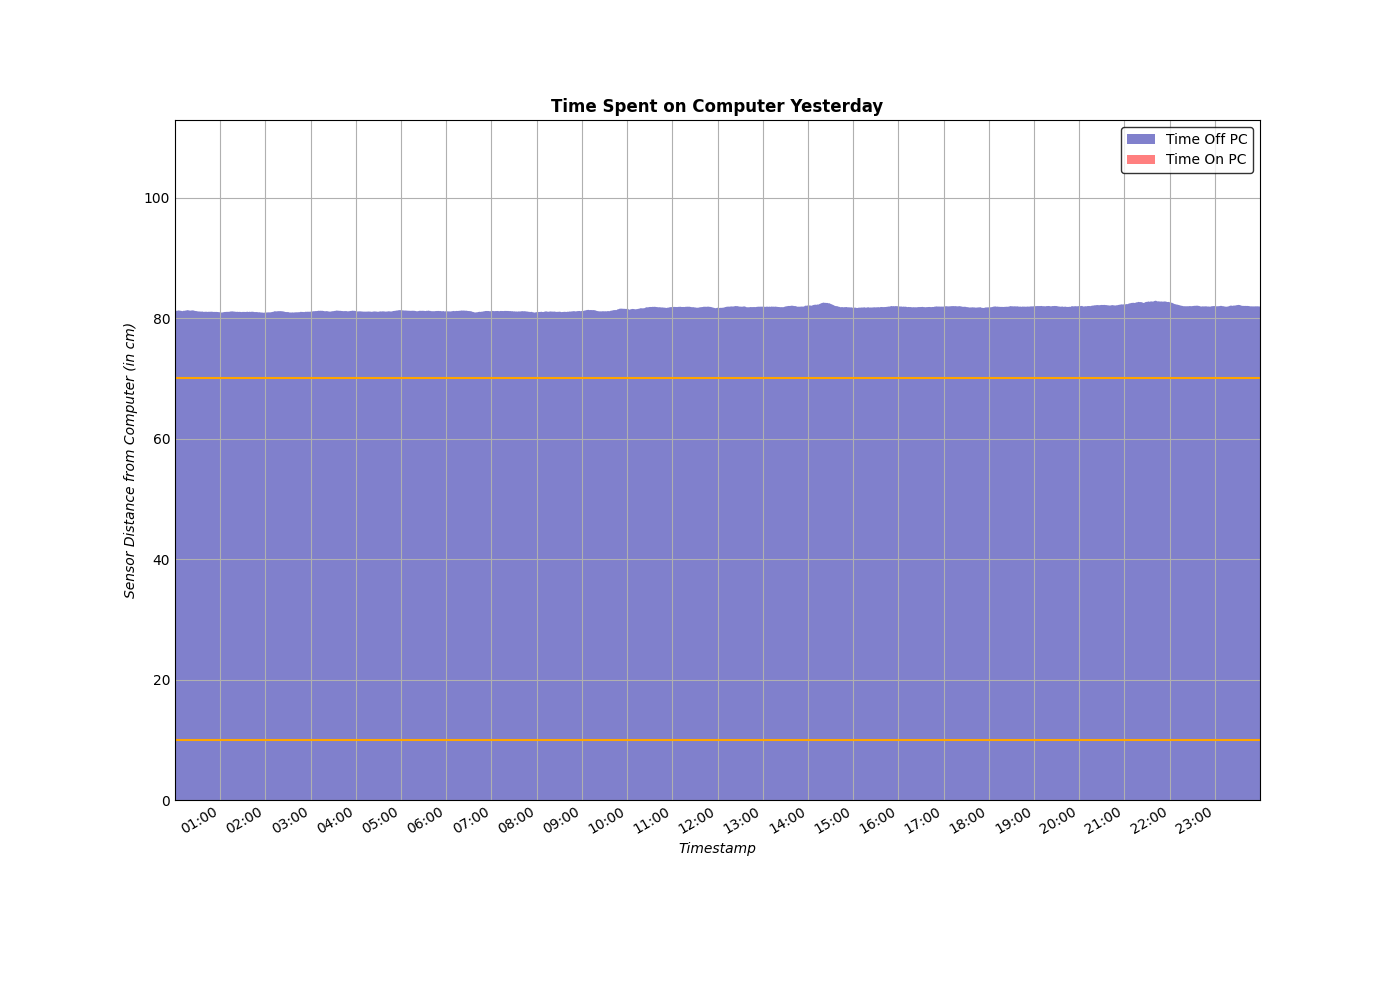 Time Spent on Computer Yesterday
Time Off PC
Time On PC
Sensor Distance from Computer (in cm)
100
80
60
40
20
0
01:00 02:00 03:00 04:00 05:00 06:00 07:00 08:00 09:00 10:00 11:00 12:00 13:00 14:00 15:00 16:00 17:00 18:00 19:00 20:00 21:00 22:00 23:00
Timestamp